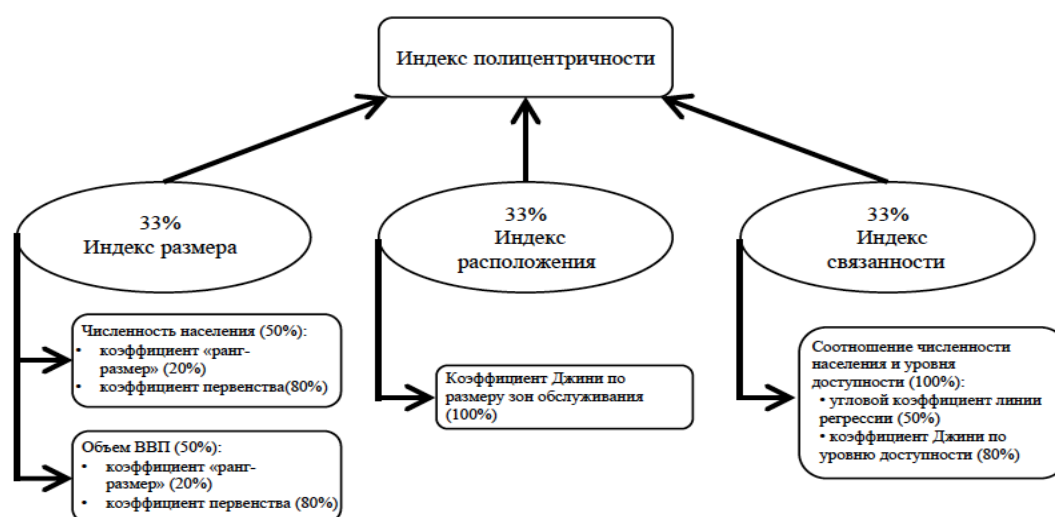 Индекс полицентричности
33%
Индекс размера
33%
Индекс
расположения
33%
Индекс
связанности
Численность населения (50%):
• коэффициент «ранг-
размер» (20%)
• коэффициент первенства(80%)
Объем ВВП (50%):
• коэффициент «ранг-
размер» (20%)
• коэффициент первенства (80%)
Коэффициент Джини по
размеру зон обслуживания
(100%)
Соотношение численности
населения и уровня
доступности (100%):
• угловой коэффициент линии
регрессии (50%)
• коэффициент Джини по
уровню доступности (80%)